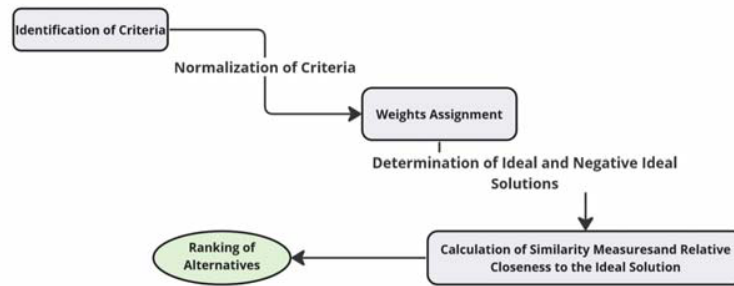 Identification of Criteria
Normalization of Criteria
Weights Assignment
Determination of Ideal and Negative Ideal
Solutions
Calculation of Similarity Measuresand Relative
Closeness to the Ideal Solution
Ranking of
Alternatives